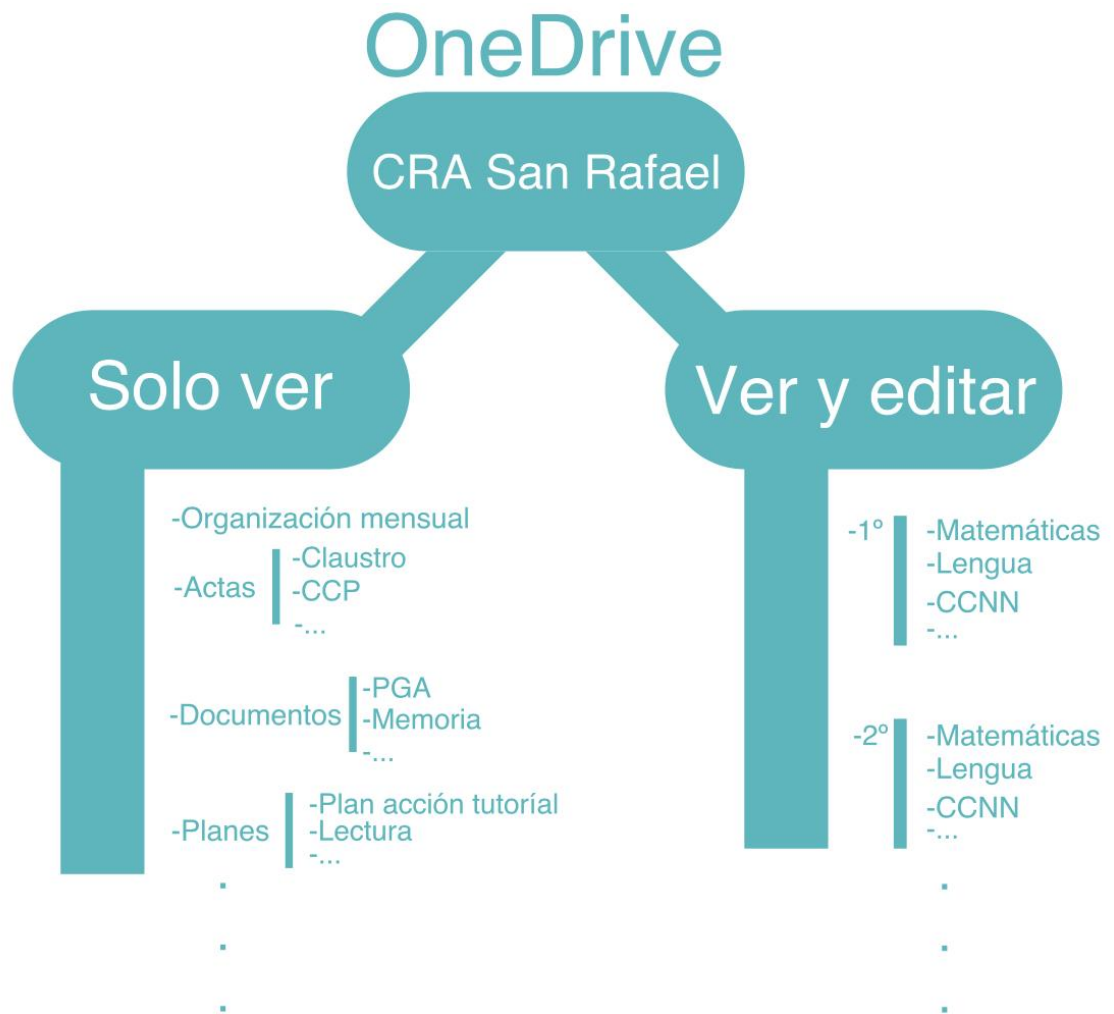 OneDrive
CRA San Rafael
Solo ver
-Organización mensual
-Actas
-Claustro
-CCP
-...
-Documentos
-PGA
-Memoria
-...
-Planes
-Plan acción tutoríal
-Lectura
-...
.
.
.
Ver y editar
-1º
-Matemáticas
-Lengua
-CCNN
-...
-2º
-Matemáticas
-Lengua
-CCNN
-...
.
.
.